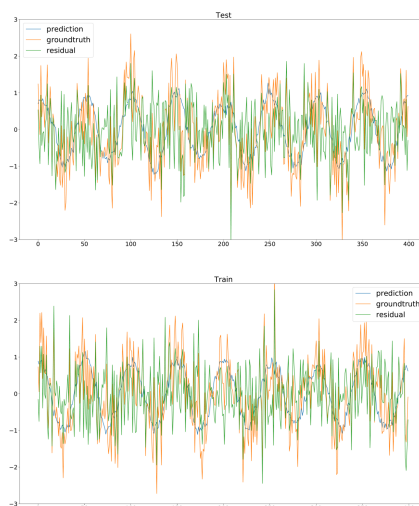 Test
prediction
groundtruth
residual
3
2
1
0
−1
−2
−3
0 50 100 150 200 250 300 350 400
Train
prediction
groundtruth
residual
3
2
1
0
−1
−2
−3